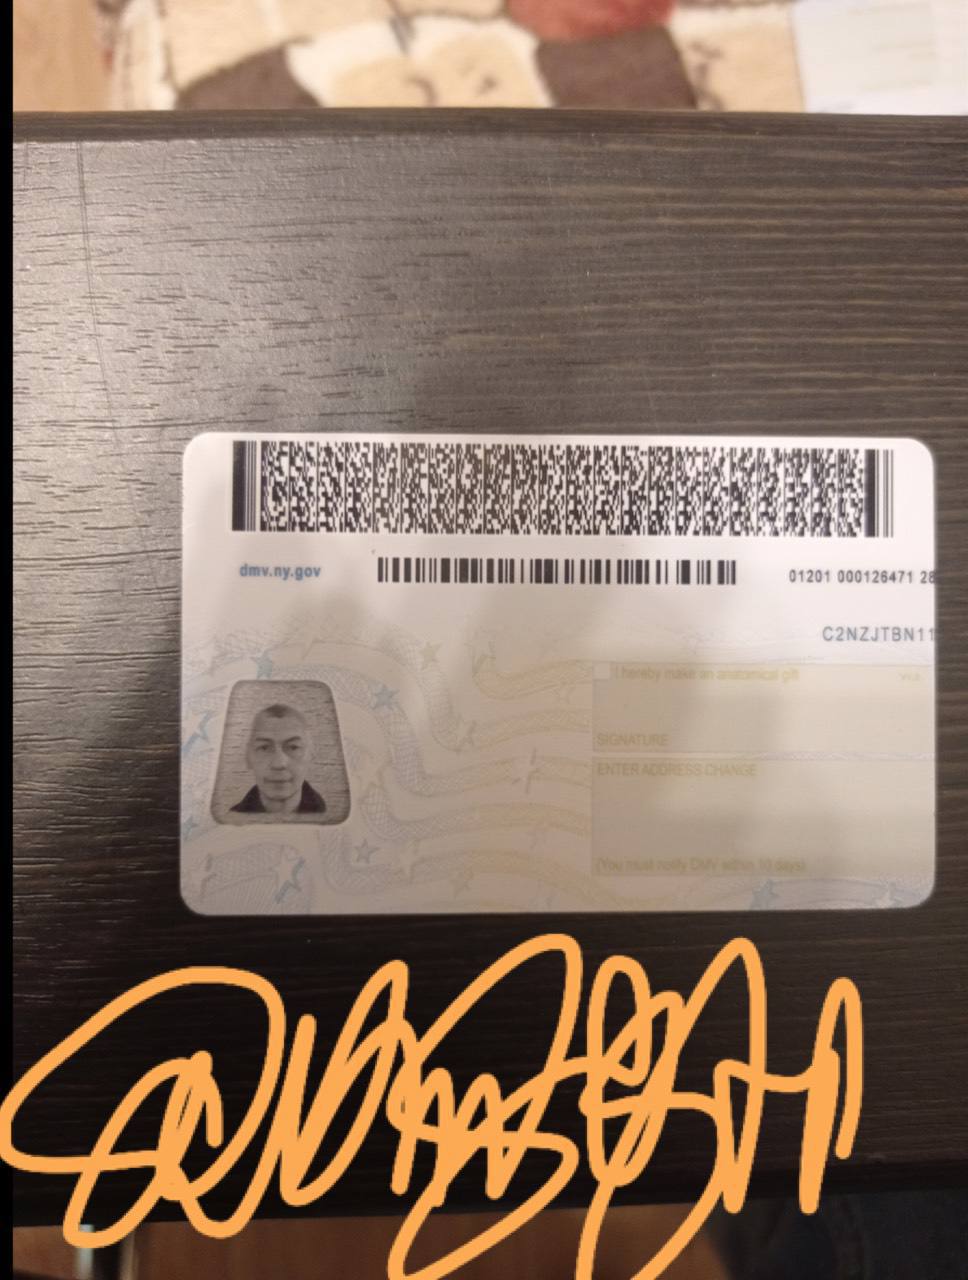 dmv.ny.gov
01201 000126471 28
C2NZJTBN11
I hereby make an anatomical gift
SIGNATURE
ENTER ADDRESS CHANGE
(You must notify DMV within 10 days)